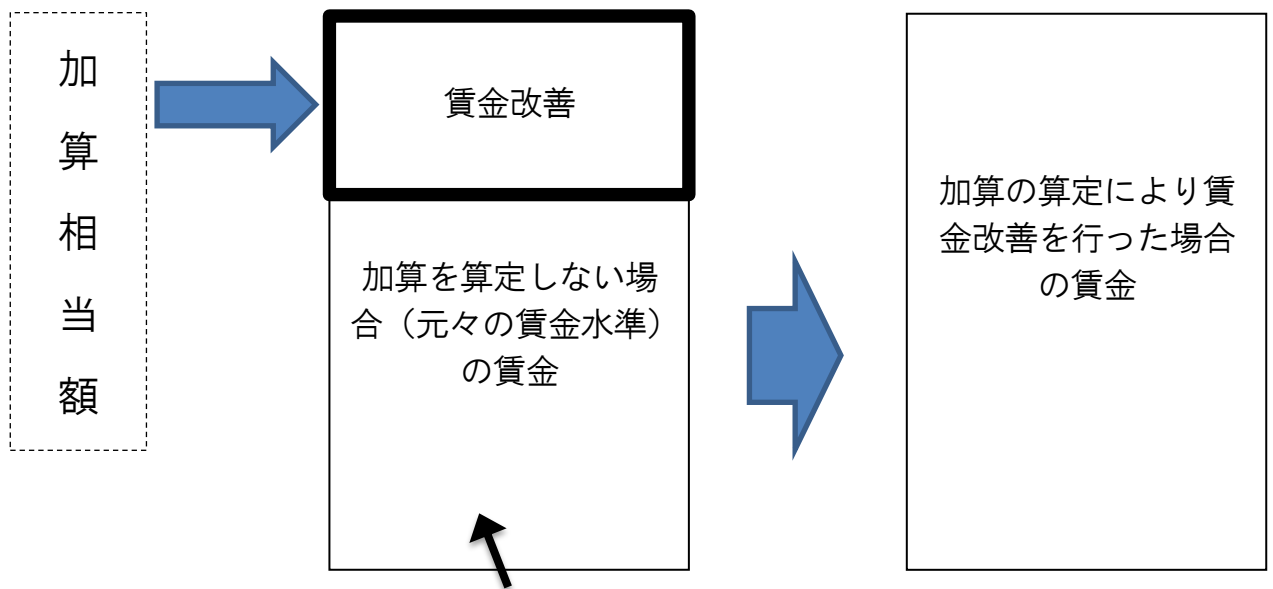 加算相当額
賃金改善
加算を算定しない場
合（元々の賃金水準）
の賃金
加算の算定により賃
金改善を行った場合
の賃金